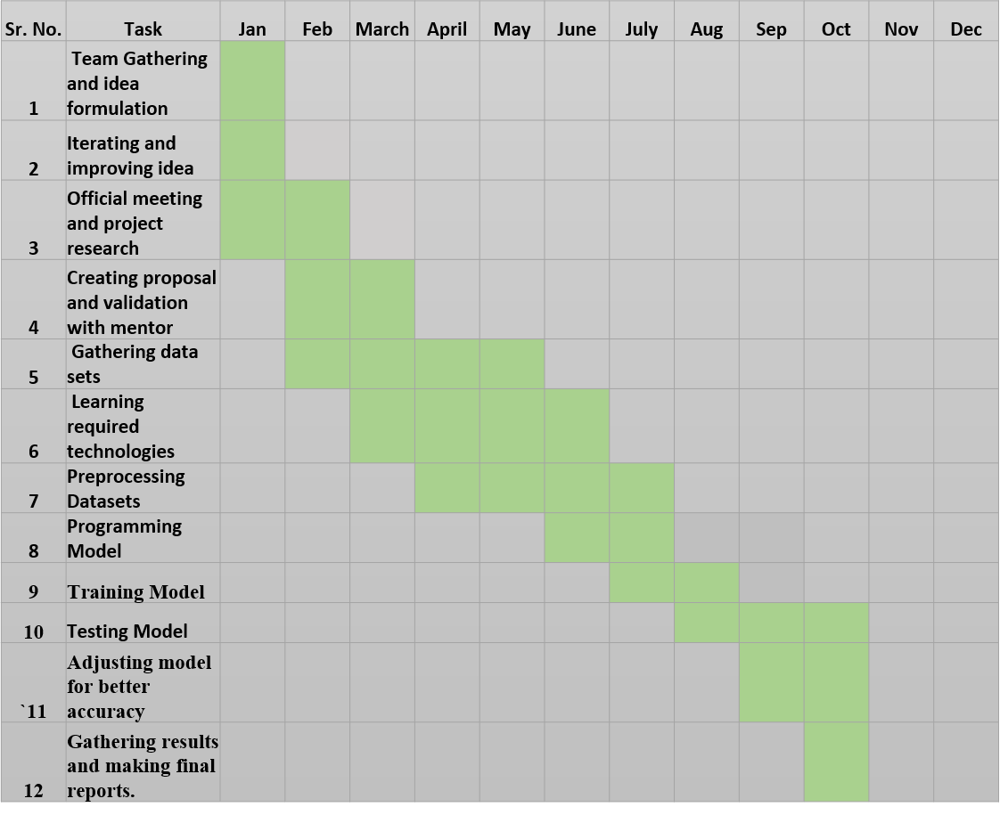 Sr. No. Task Jan Feb March April May June July Aug Sep Oct Nov Dec
Team Gathering
and idea
1 formulation
Iterating and
2 improving idea
Official meeting
and project
3 research
Creating proposal
and validation
4 with mentor
Gathering data
5 sets
Learning
required
6 technologies
Preprocessing
7 Datasets
Programming
8 Model
9 Training Model
10 Testing Model
Adjusting model
for better
`11 accuracy
Gathering results
and making final
12 reports.